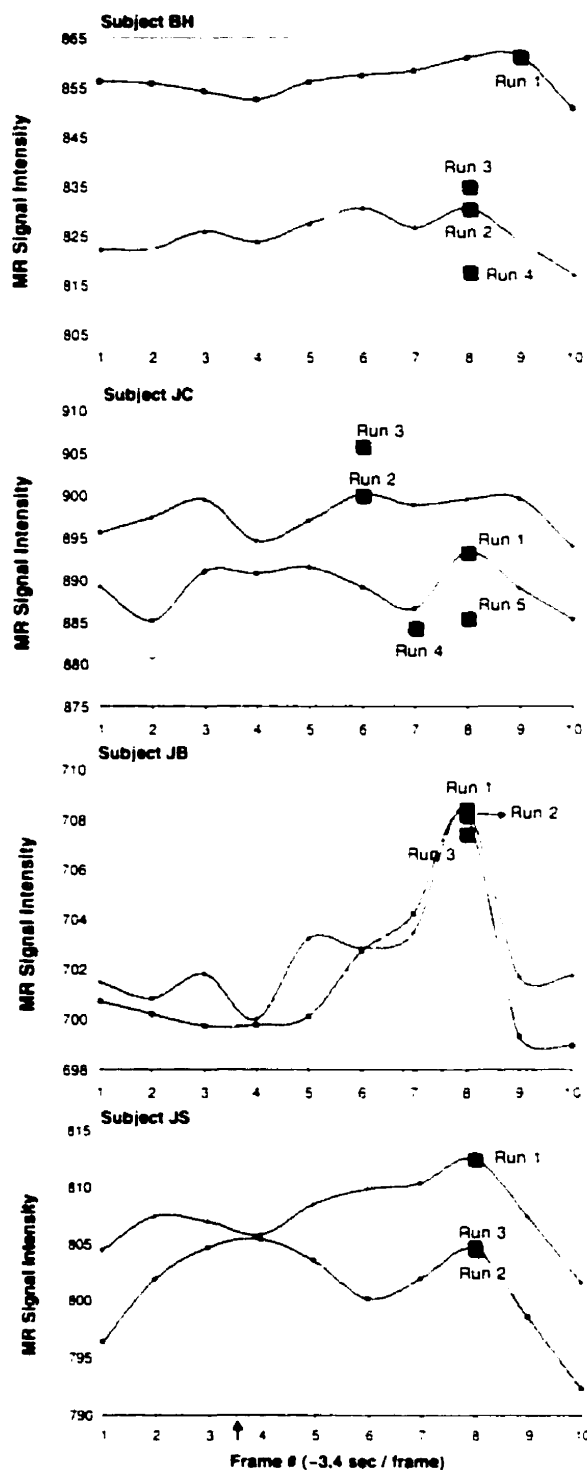 Subject BH
865
855
845
835
825
815
805
MR Signal Intensity
Run 1
Run 3
Run 2
Run 4
1 2 3 4 5 6 7 8 9 10
Subject JC
910
905
900
895
890
885
880
875
MR Signal Intensity
Run 3
Run 2
Run 1
Run 5
Run 4
1 2 3 4 5 6 7 8 9 10
Subject JB
710
708
706
704
702
700
698
MR Signal Intensity
Run 1
Run 2
Run 3
1 2 3 4 5 6 7 8 9 10
Subject JS
815
810
805
800
795
790
MR Signal Intensity
Run 1
Run 3
Run 2
1 2 3 4 5 6 7 8 9 10
Frame # (~3.4 sec / frame)